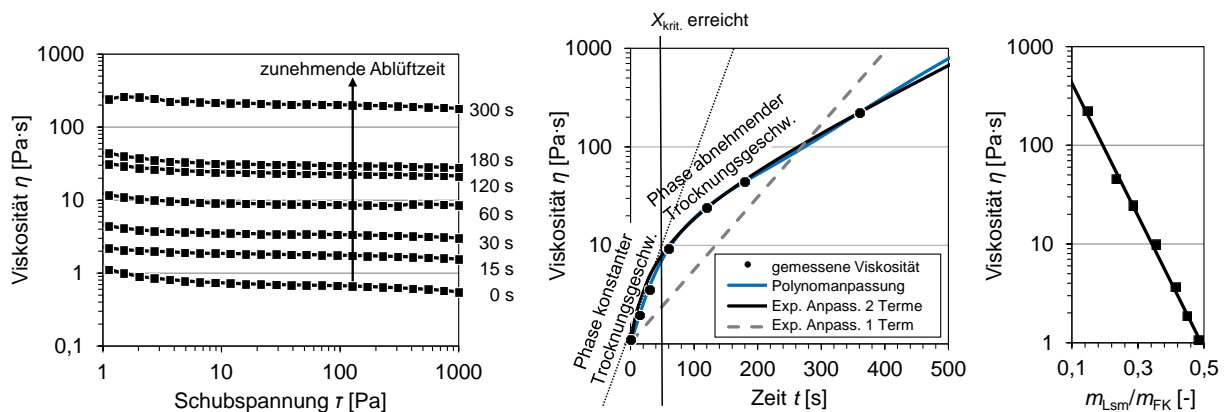 1000
100
10
1
0,1
Viskosität η [Pa·s]
zunehmende Ablüftzeit
300 s
180 s
120 s
60 s
30 s
15 s
0 s
1
10
100
1000
Schubspannung τ [Pa]
Xkrit. erreicht
1000
100
10
1
Viskosität η [Pa·s]
Phase konstanter
Trocknungsgeschw.
Phase abnehmender
Trocknungsgeschw.
gemessene Viskosität
Polynomanpassung
Exp. Anpass. 2 Terme
Exp. Anpass. 1 Term
0
100
200
300
400
500
Zeit t [s]
1000
100
10
1
Viskosität η [Pa·s]
0,1
0,3
0,5
mLsm/mFK [-]